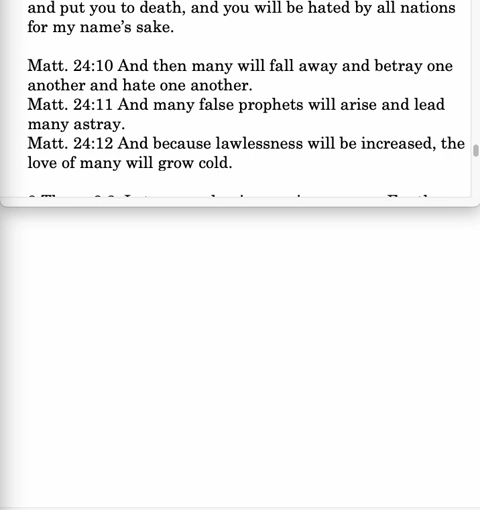 and put you to death, and you will be hated by all nations
for my name’s sake.
Matt. 24:10 And then many will fall away and betray one
another and hate one another.
Matt. 24:11 And many false prophets will arise and lead
many astray.
Matt. 24:12 And because lawlessness will be increased, the
love of many will grow cold.